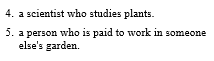 4. a scientist who studies plants.
5. a person who is paid to work in someone
else's garden.